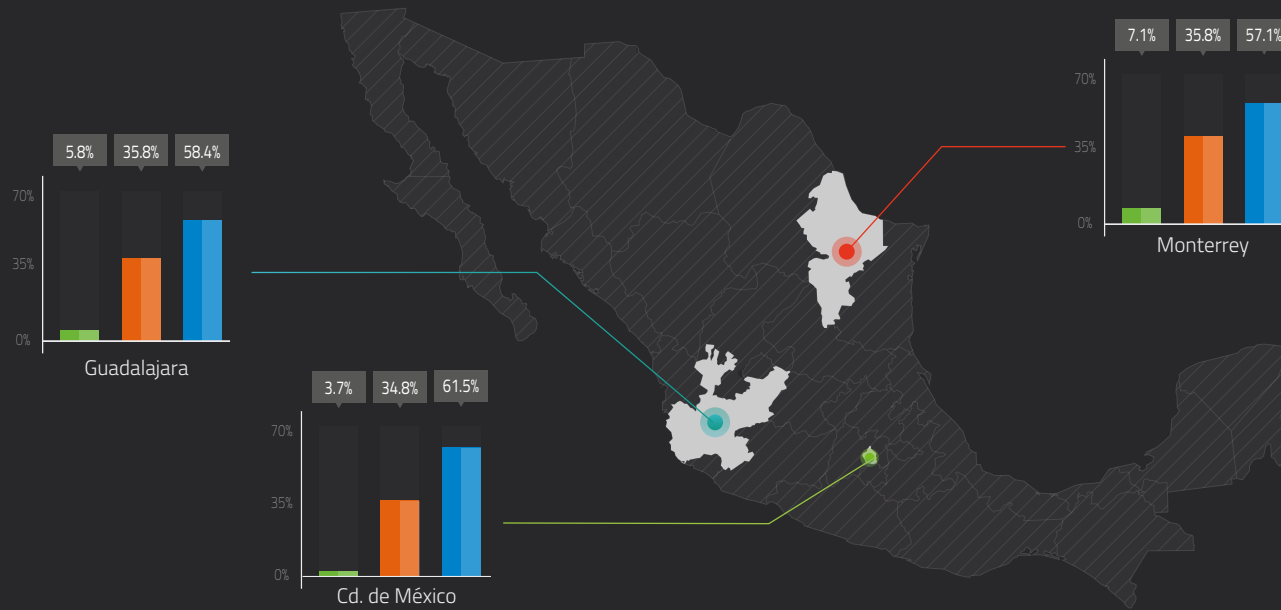 7.1% 35.8% 57.1%
70%
35%
0%
Monterrey
5.8% 35.8% 58.4%
70%
35%
0%
Guadalajara
3.7% 34.8% 61.5%
70%
35%
0%
Cd. de México